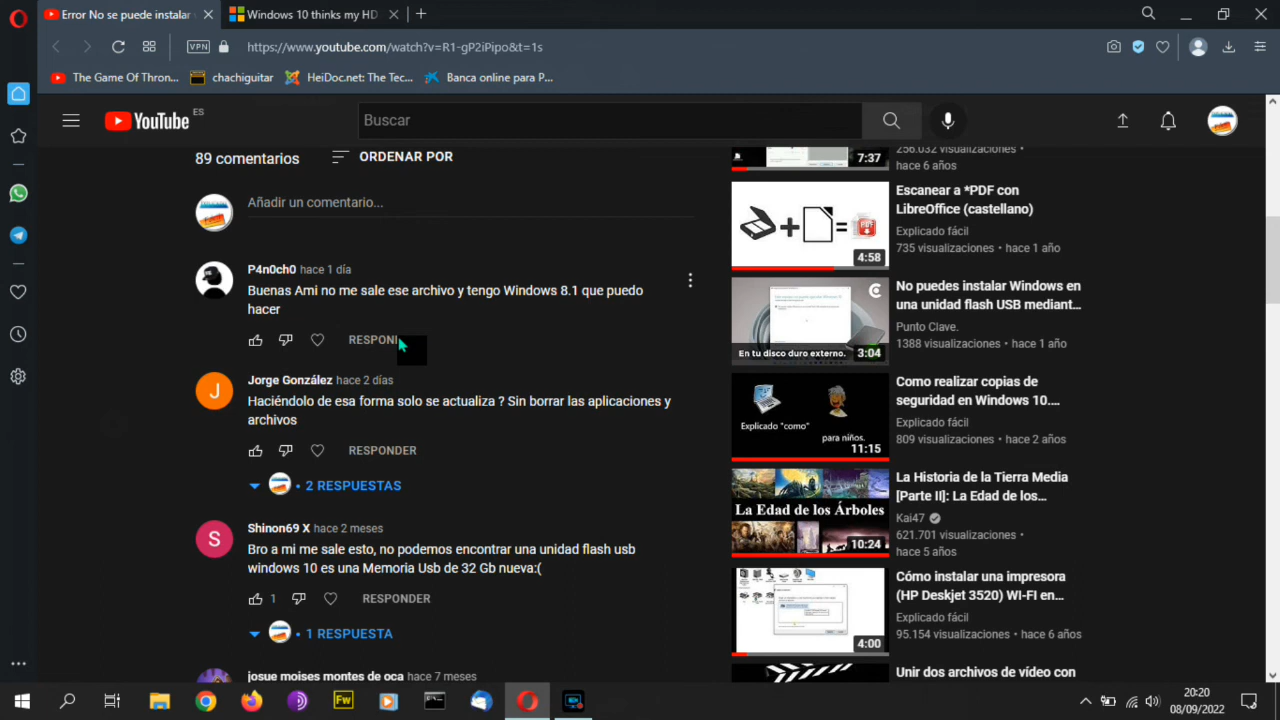 Error No se puede instalar
Windows 10 thinks my HD
VPN
https://www.youtube.com/watch?v=R1-gP2iPipo&t=1s
The Game Of Thron...
chachiguitar
HeiDoc.net: The Tec...
Banca online para P...
YouTube ES
Buscar
89 comentarios
ORDENAR POR
Añadir un comentario...
P4n0ch0 hace 1 día
Buenas Ami no me sale ese archivo y tengo Windows 8.1 que puedo
hacer
RESPOND
J
Jorge González hace 2 días
Haciéndolo de esa forma solo se actualiza ? Sin borrar las aplicaciones y
archivos
RESPONDER
• 2 RESPUESTAS
S
Shinon69 X hace 2 meses
Bro a mi me sale esto, no podemos encontrar una unidad flash usb
windows 10 es una Memoria Usb de 32 Gb nueva:(
1 RESPONDER
• 1 RESPUESTA
josue moises montes de oca hace 7 meses
7:37
256.032 visualizaciones •
hace 6 años
4:58
Escanear a *PDF con
LibreOffice (castellano)
Explicado fácil
735 visualizaciones • hace 1 año
En tu disco duro externo.
3:04
No puedes instalar Windows en
una unidad flash USB mediant...
Punto Clave.
1388 visualizaciones • hace 1 año
Explicado "como"
para niños.
11:15
Como realizar copias de
seguridad en Windows 10....
Explicado fácil
809 visualizaciones • hace 2 años
La Edad de los Árboles
10:24
La Historia de la Tierra Media
[Parte II]: La Edad de los...
Kai47
621.701 visualizaciones •
hace 5 años
4:00
Cómo instalar una impresora
(HP Deskjet 3520) WI-FI en...
Explicado fácil
95.154 visualizaciones • hace 6 años
Unir dos archivos de vídeo con
Fw
20:20
08/09/2022